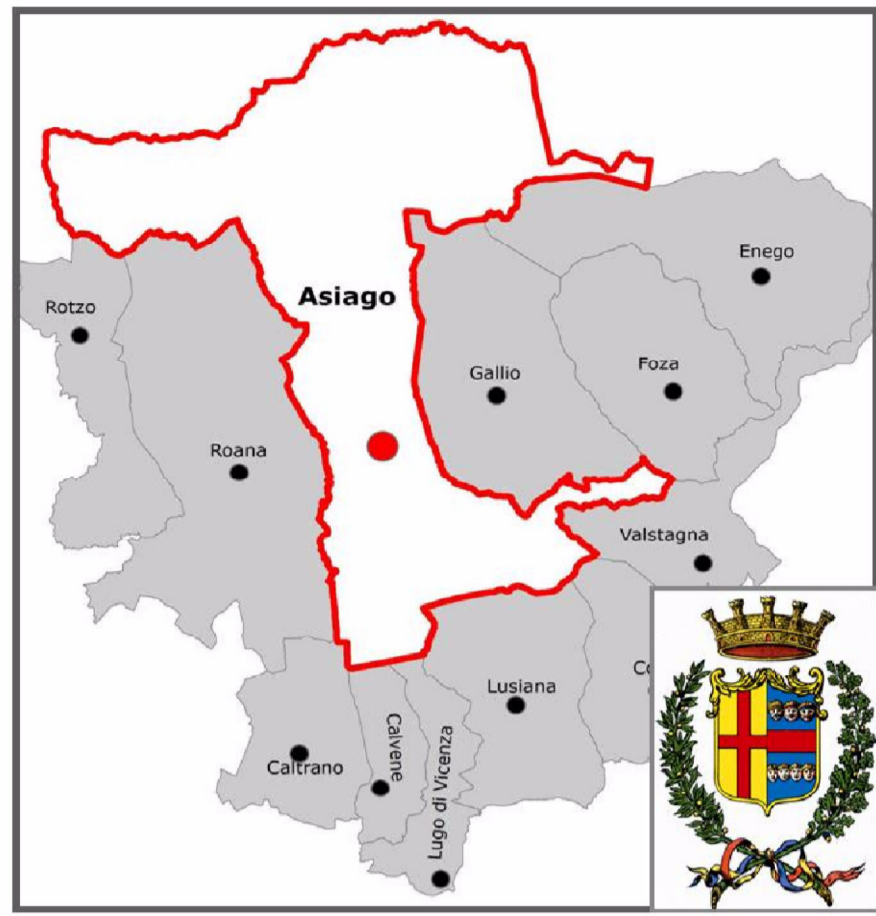 Enego
Asiago
Rotzo
Foza
Gallio
Roana
Valstagna
Lusiana
Calvene
Caltrano
Lugo di Vicenza